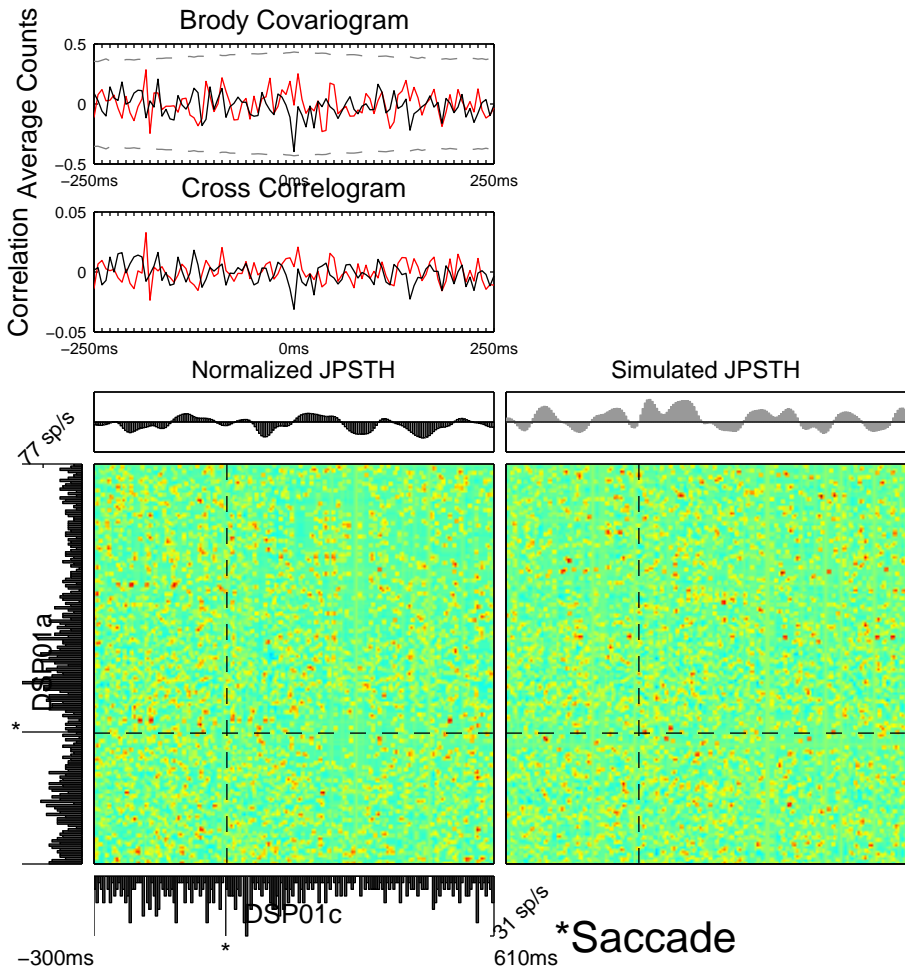 Brody Covariogram
Average Counts
0.5
0
−0.5
−250ms
0ms
250ms
Cross Correlogram
Correlation
0.05
0
−0.05
−250ms
0ms
250ms
Normalized JPSTH
Simulated JPSTH
77 sp/s
DSP01a
*
DSP01c
31 sp/s
*
*Saccade
−300ms
610ms